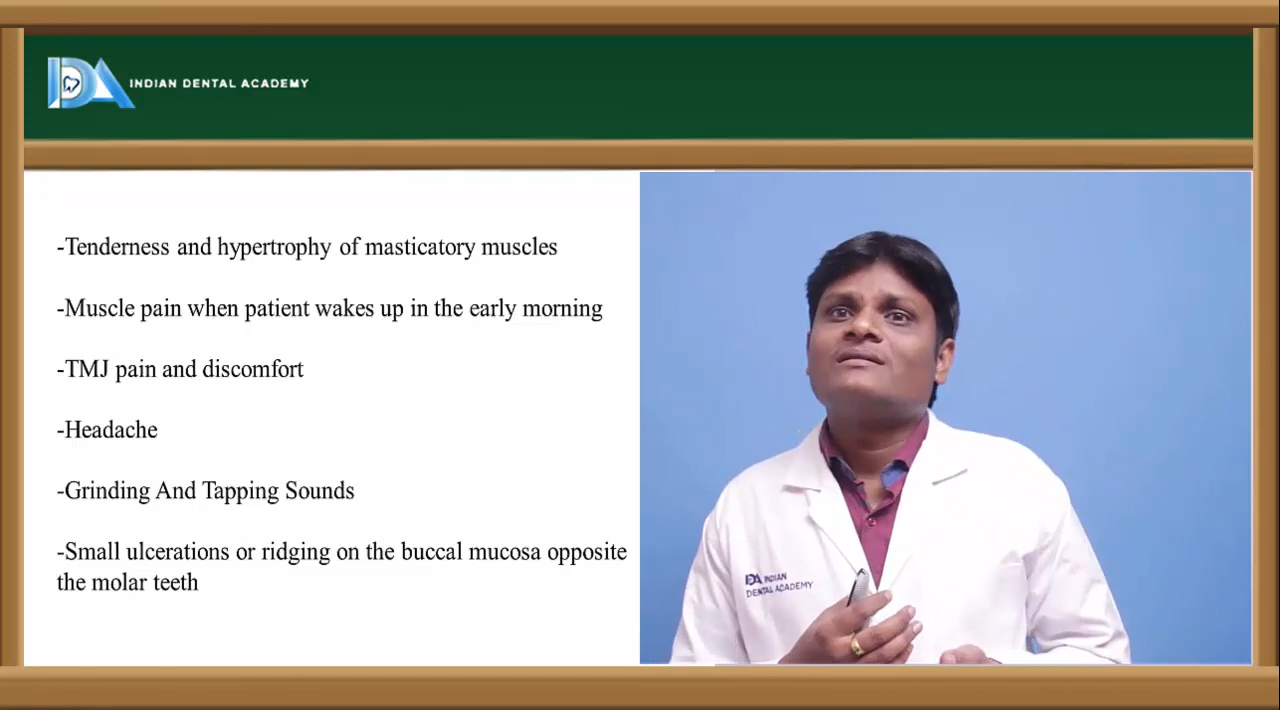 IDA INDIAN DENTAL ACADEMY
-Tenderness and hypertrophy of masticatory muscles
-Muscle pain when patient wakes up in the early morning
-TMJ pain and discomfort
-Headache
-Grinding And Tapping Sounds
-Small ulcerations or ridging on the buccal mucosa opposite
the molar teeth
IDA INDIAN
DENTAL ACADEMY